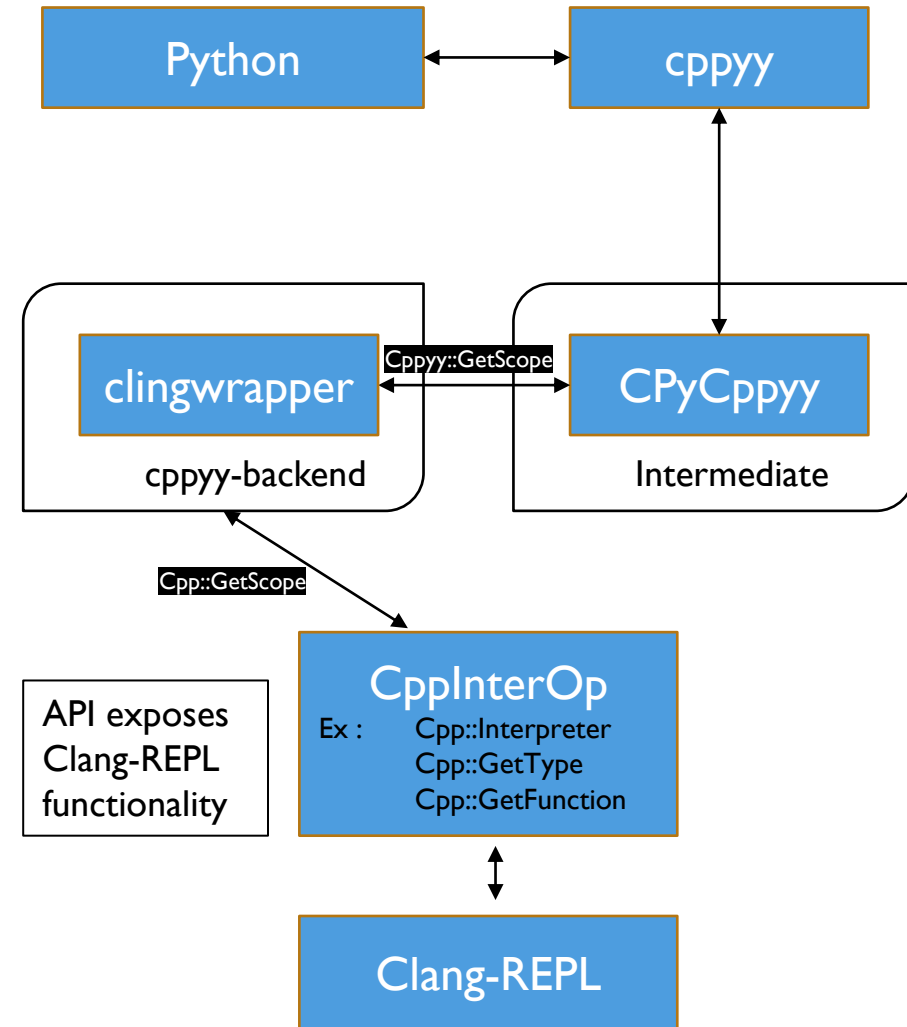 Python
cppyy
Cppyy::GetScope
clingwrapper
CPyCppyy
cppyy-backend
Intermediate
Cpp::GetScope
CppInterOp
Ex : Cpp::Interpreter
Cpp::GetType
Cpp::GetFunction
API exposes
Clang-REPL
functionality
Clang-REPL